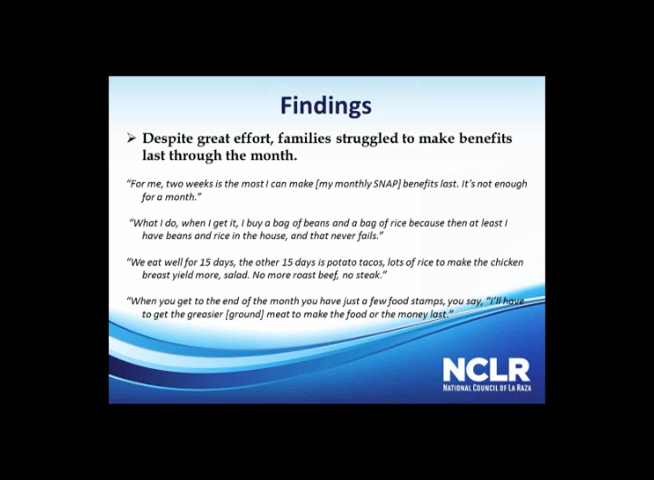 Findings
➢ Despite great effort, families struggled to make benefits
last through the month.
“For me, two weeks is the most I can make [my monthly SNAP] benefits last. It’s not enough
for a month.”
“What I do, when I get it, I buy a bag of beans and a bag of rice because then at least I
have beans and rice in the house, and that never fails.”
“We eat well for 15 days, the other 15 days is potato tacos, lots of rice to make the chicken
breast yield more, salad. No more roast beef, no steak.”
“When you get to the end of the month you have just a few food stamps, you say, “I’ll have
to get the greasier [ground] meat to make the food or the money last.”
NCLR
NATIONAL COUNCIL OF LA RAZA